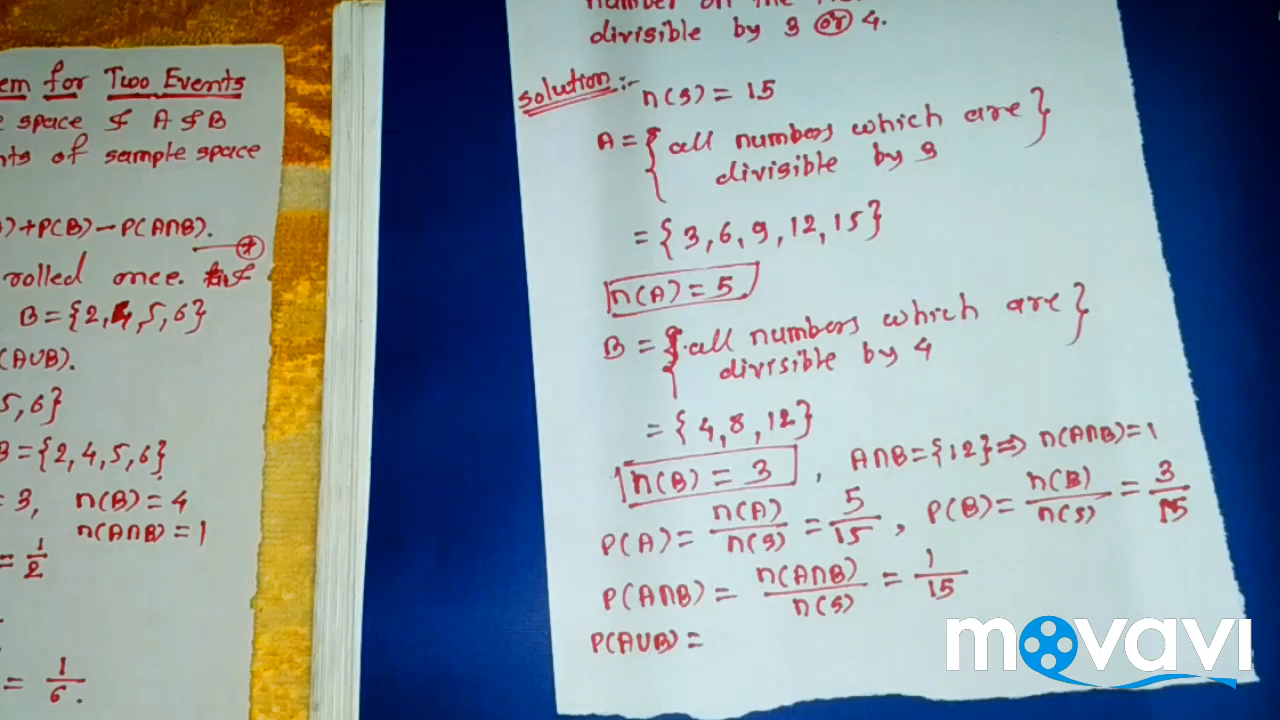 em for Two Events
e space & A & B
nts of sample space
)+P(B)-P(A∩B).
*
rolled once. &
B={2,4,5,6}
(A∪B).
5,6}
B={2,4,5,6}
= 3, n(B)=4
n(A∩B)=1
= 1/2
= 1/6.
number on the
divisible by 3 or 4.
Solution:-
n(S)=15
A={all numbers which are
divisible by 3}
={3,6,9,12,15}
n(A)=5
B={all numbers which are
divisible by 4}
={4,8,12}
n(B)=3, A∩B={12}⇒n(A∩B)=1
P(A)=n(A)/n(S)=5/15, P(B)=n(B)/n(S)=3/15
P(A∩B)=n(A∩B)/n(S)=1/15
P(A∪B)=
movavi